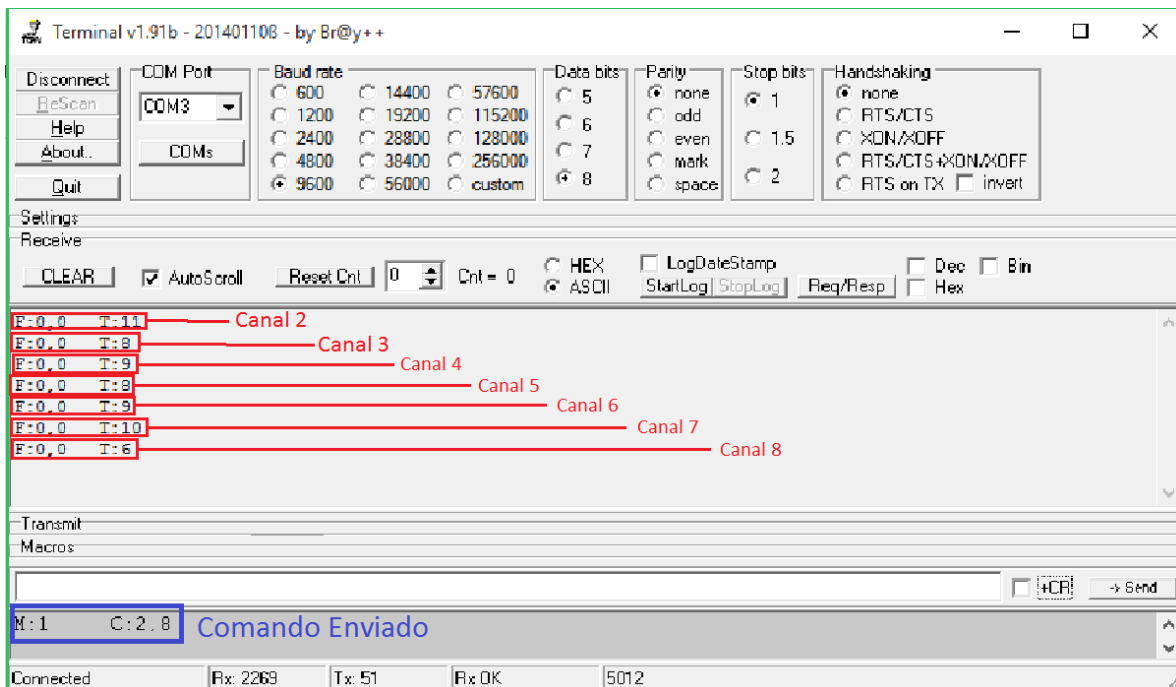 Terminal v1.91b - 20140110ß - by Br@y++
Disconnect
ReScan
Help
About..
Quit
COM Port
COM3
COMs
Baud rate
600 14400 57600
1200 19200 115200
2400 28800 128000
4800 38400 256000
9600 56000 custom
Data bits
5
6
7
8
Parity
none
odd
even
mark
space
Stop bits
1
1.5
2
Handshaking
none
RTS/CTS
XON/XOFF
RTS/CTS+XON/XOFF
RTS on TX invert
Settings
Receive
CLEAR AutoScroll Reset Cnt 0 Cnt = 0
HEX
ASCII
LogDateStamp
StartLog StopLog Req/Resp
Dec Bin
Hex
F:0,0 T:11 Canal 2
F:0,0 T:8 Canal 3
F:0,0 T:9 Canal 4
F:0,0 T:8 Canal 5
F:0,0 T:9 Canal 6
F:0,0 T:10 Canal 7
F:0,0 T:6 Canal 8
Transmit
Macros
+CR -> Send
M:1 C:2,8 Comando Enviado
Connected Rx: 2269 Tx: 51 Rx OK 5012